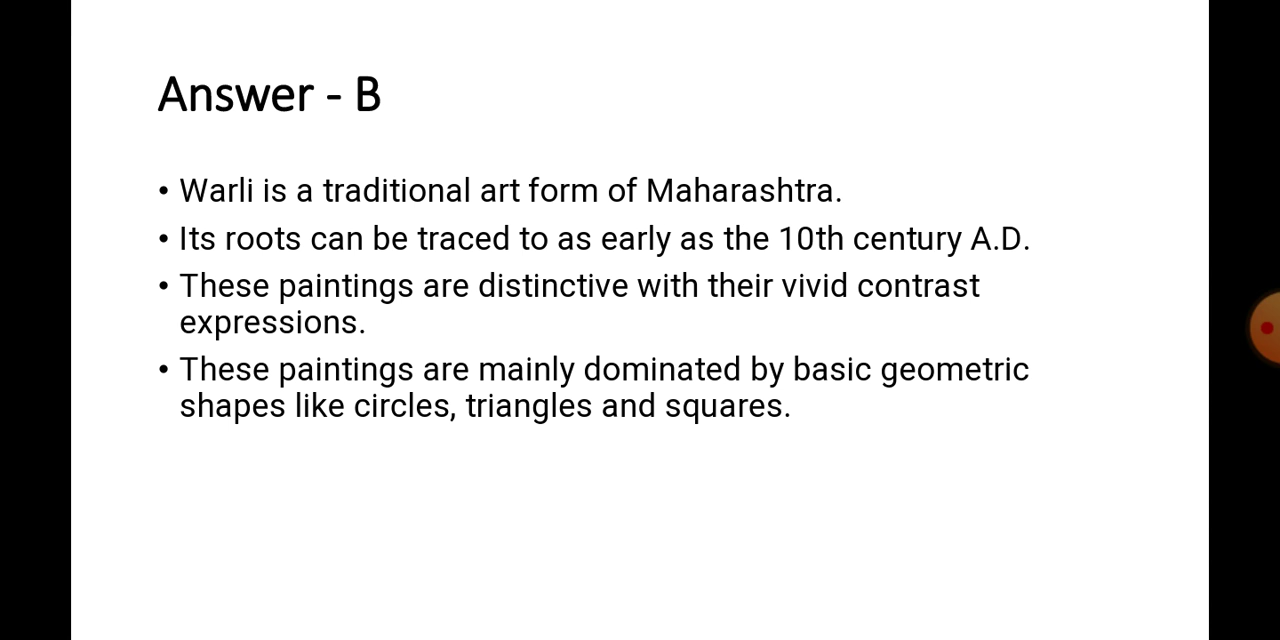 Answer - B
• Warli is a traditional art form of Maharashtra.
• Its roots can be traced to as early as the 10th century A.D.
• These paintings are distinctive with their vivid contrast
expressions.
• These paintings are mainly dominated by basic geometric
shapes like circles, triangles and squares.